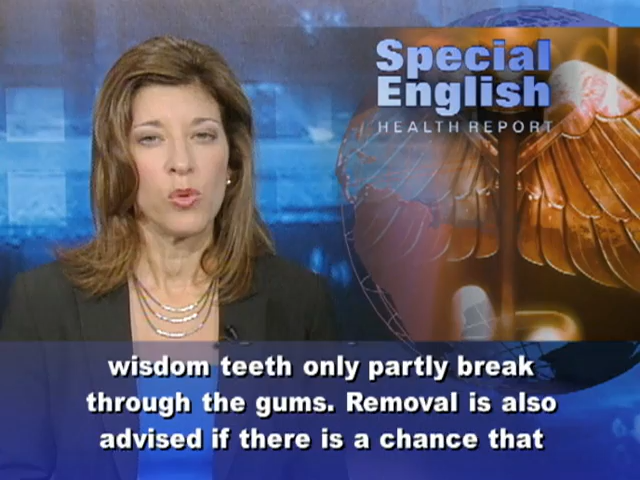 Special
English
HEALTH REPORT
wisdom teeth only partly break
through the gums. Removal is also
advised if there is a chance that